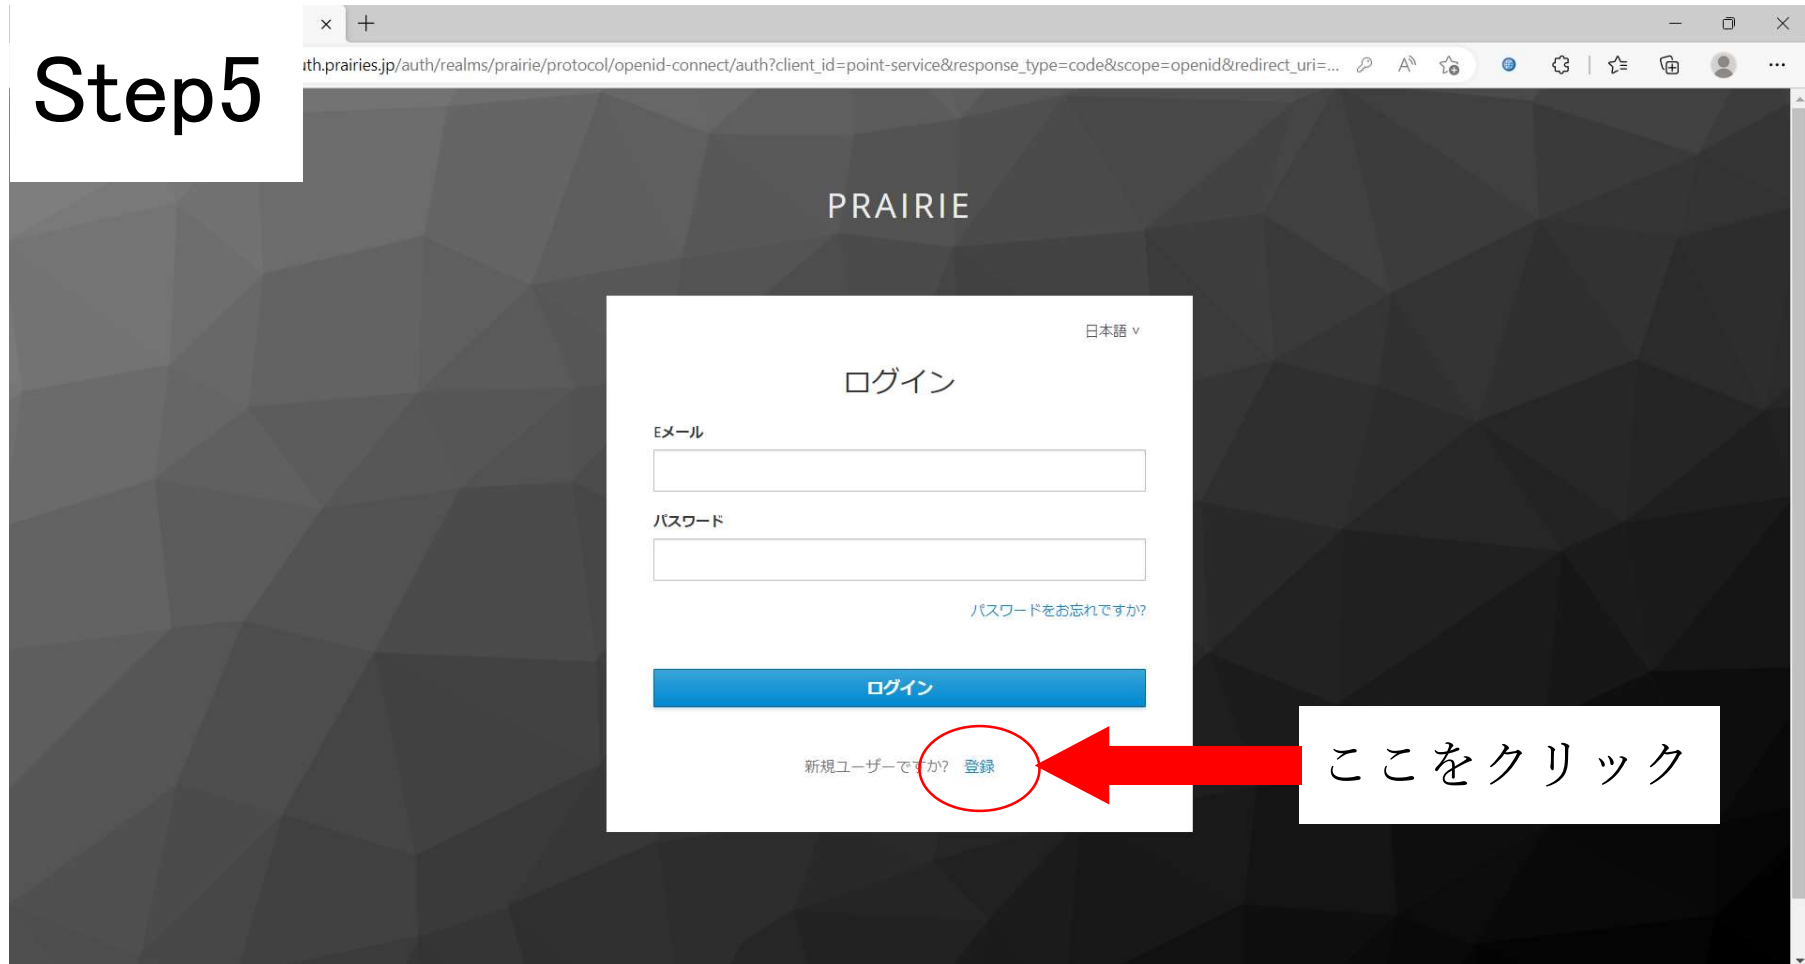 Step5
uth.prairies.jp/auth/realms/prairie/protocol/openid-connect/auth?client_id=point-service&response_type=code&scope=openid&redirect_uri=...
PRAIRIE
日本語
ログイン
Eメール
パスワード
パスワードをお忘れですか?
ログイン
新規ユーザーですか? 登録
ここをクリック